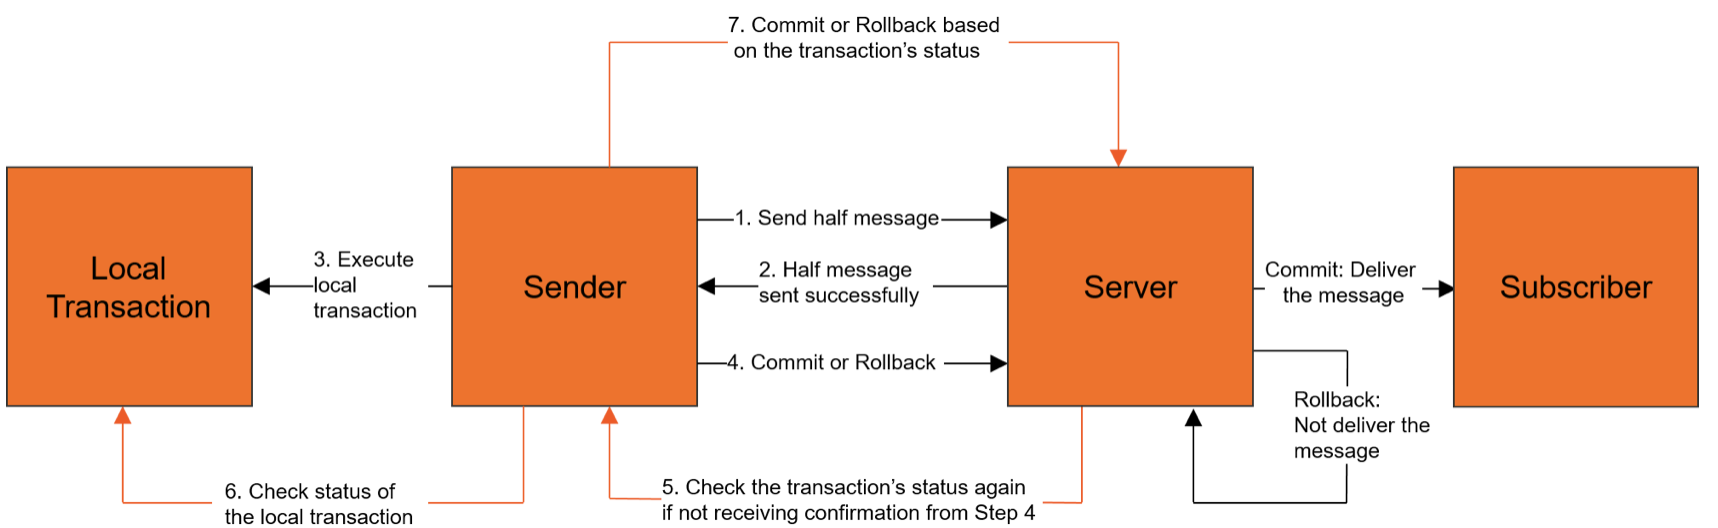 7. Commit or Rollback based
on the transaction’s status
Local
Transaction
3. Execute
local
transaction
Sender
1. Send half message
2. Half message
sent successfully
4. Commit or Rollback
Server
Commit: Deliver
the message
Subscriber
Rollback:
Not deliver the
message
6. Check status of
the local transaction
5. Check the transaction’s status again
if not receiving confirmation from Step 4